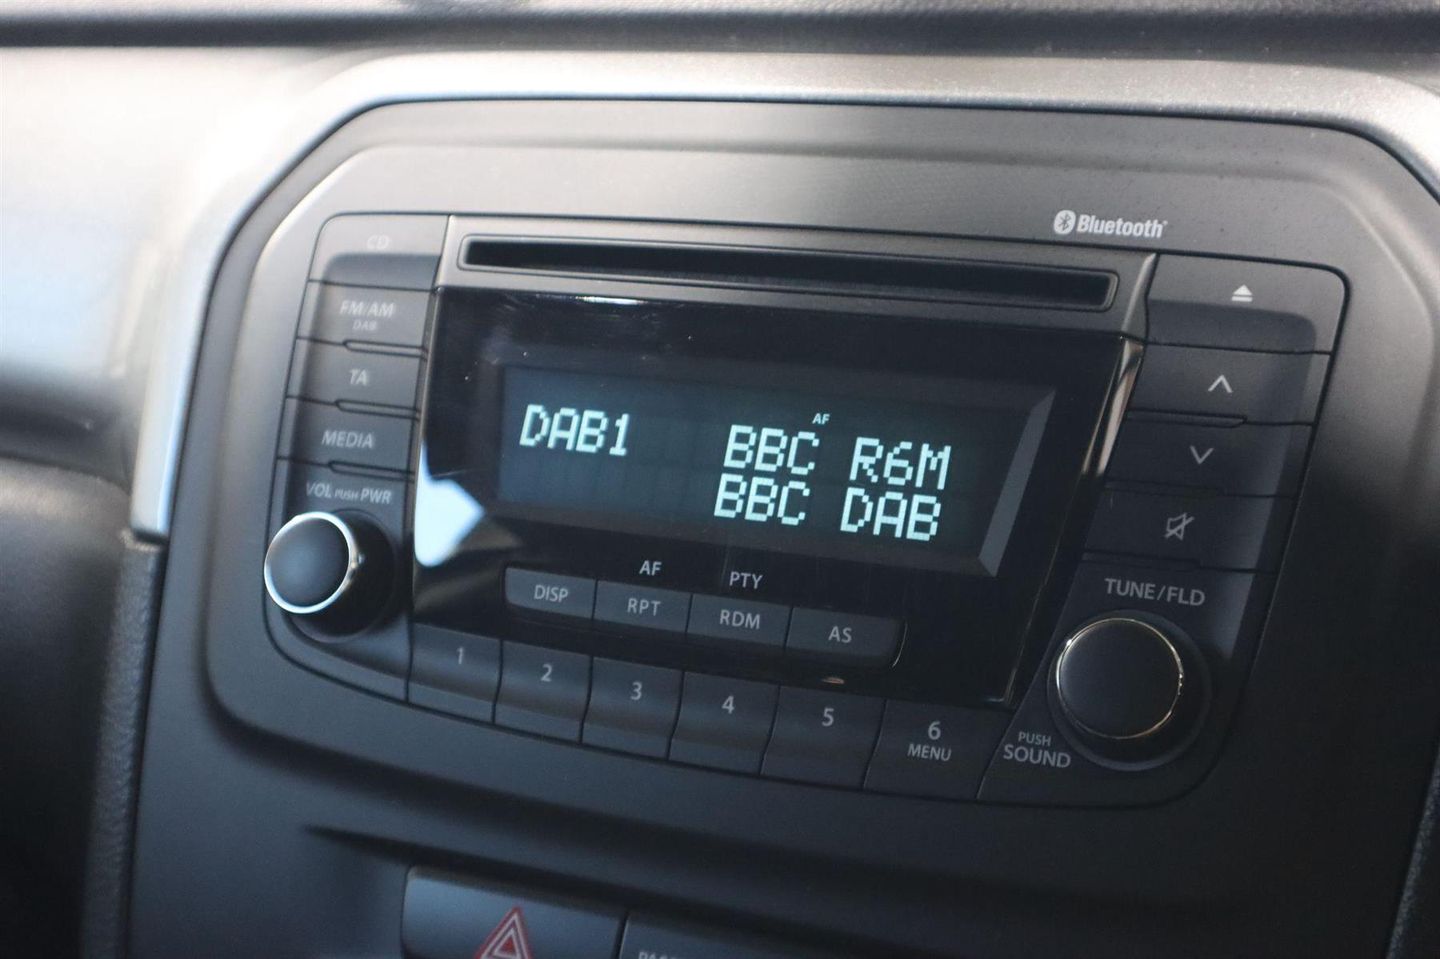 Bluetooth
CD
FM/AM
DAB
TA
MEDIA
VOL PUSH PWR
AF
DAB1 BBC R6M
BBC DAB
AF PTY
DISP RPT RDM AS
TUNE/FLD
1 2 3 4 5 6
MENU
PUSH
SOUND